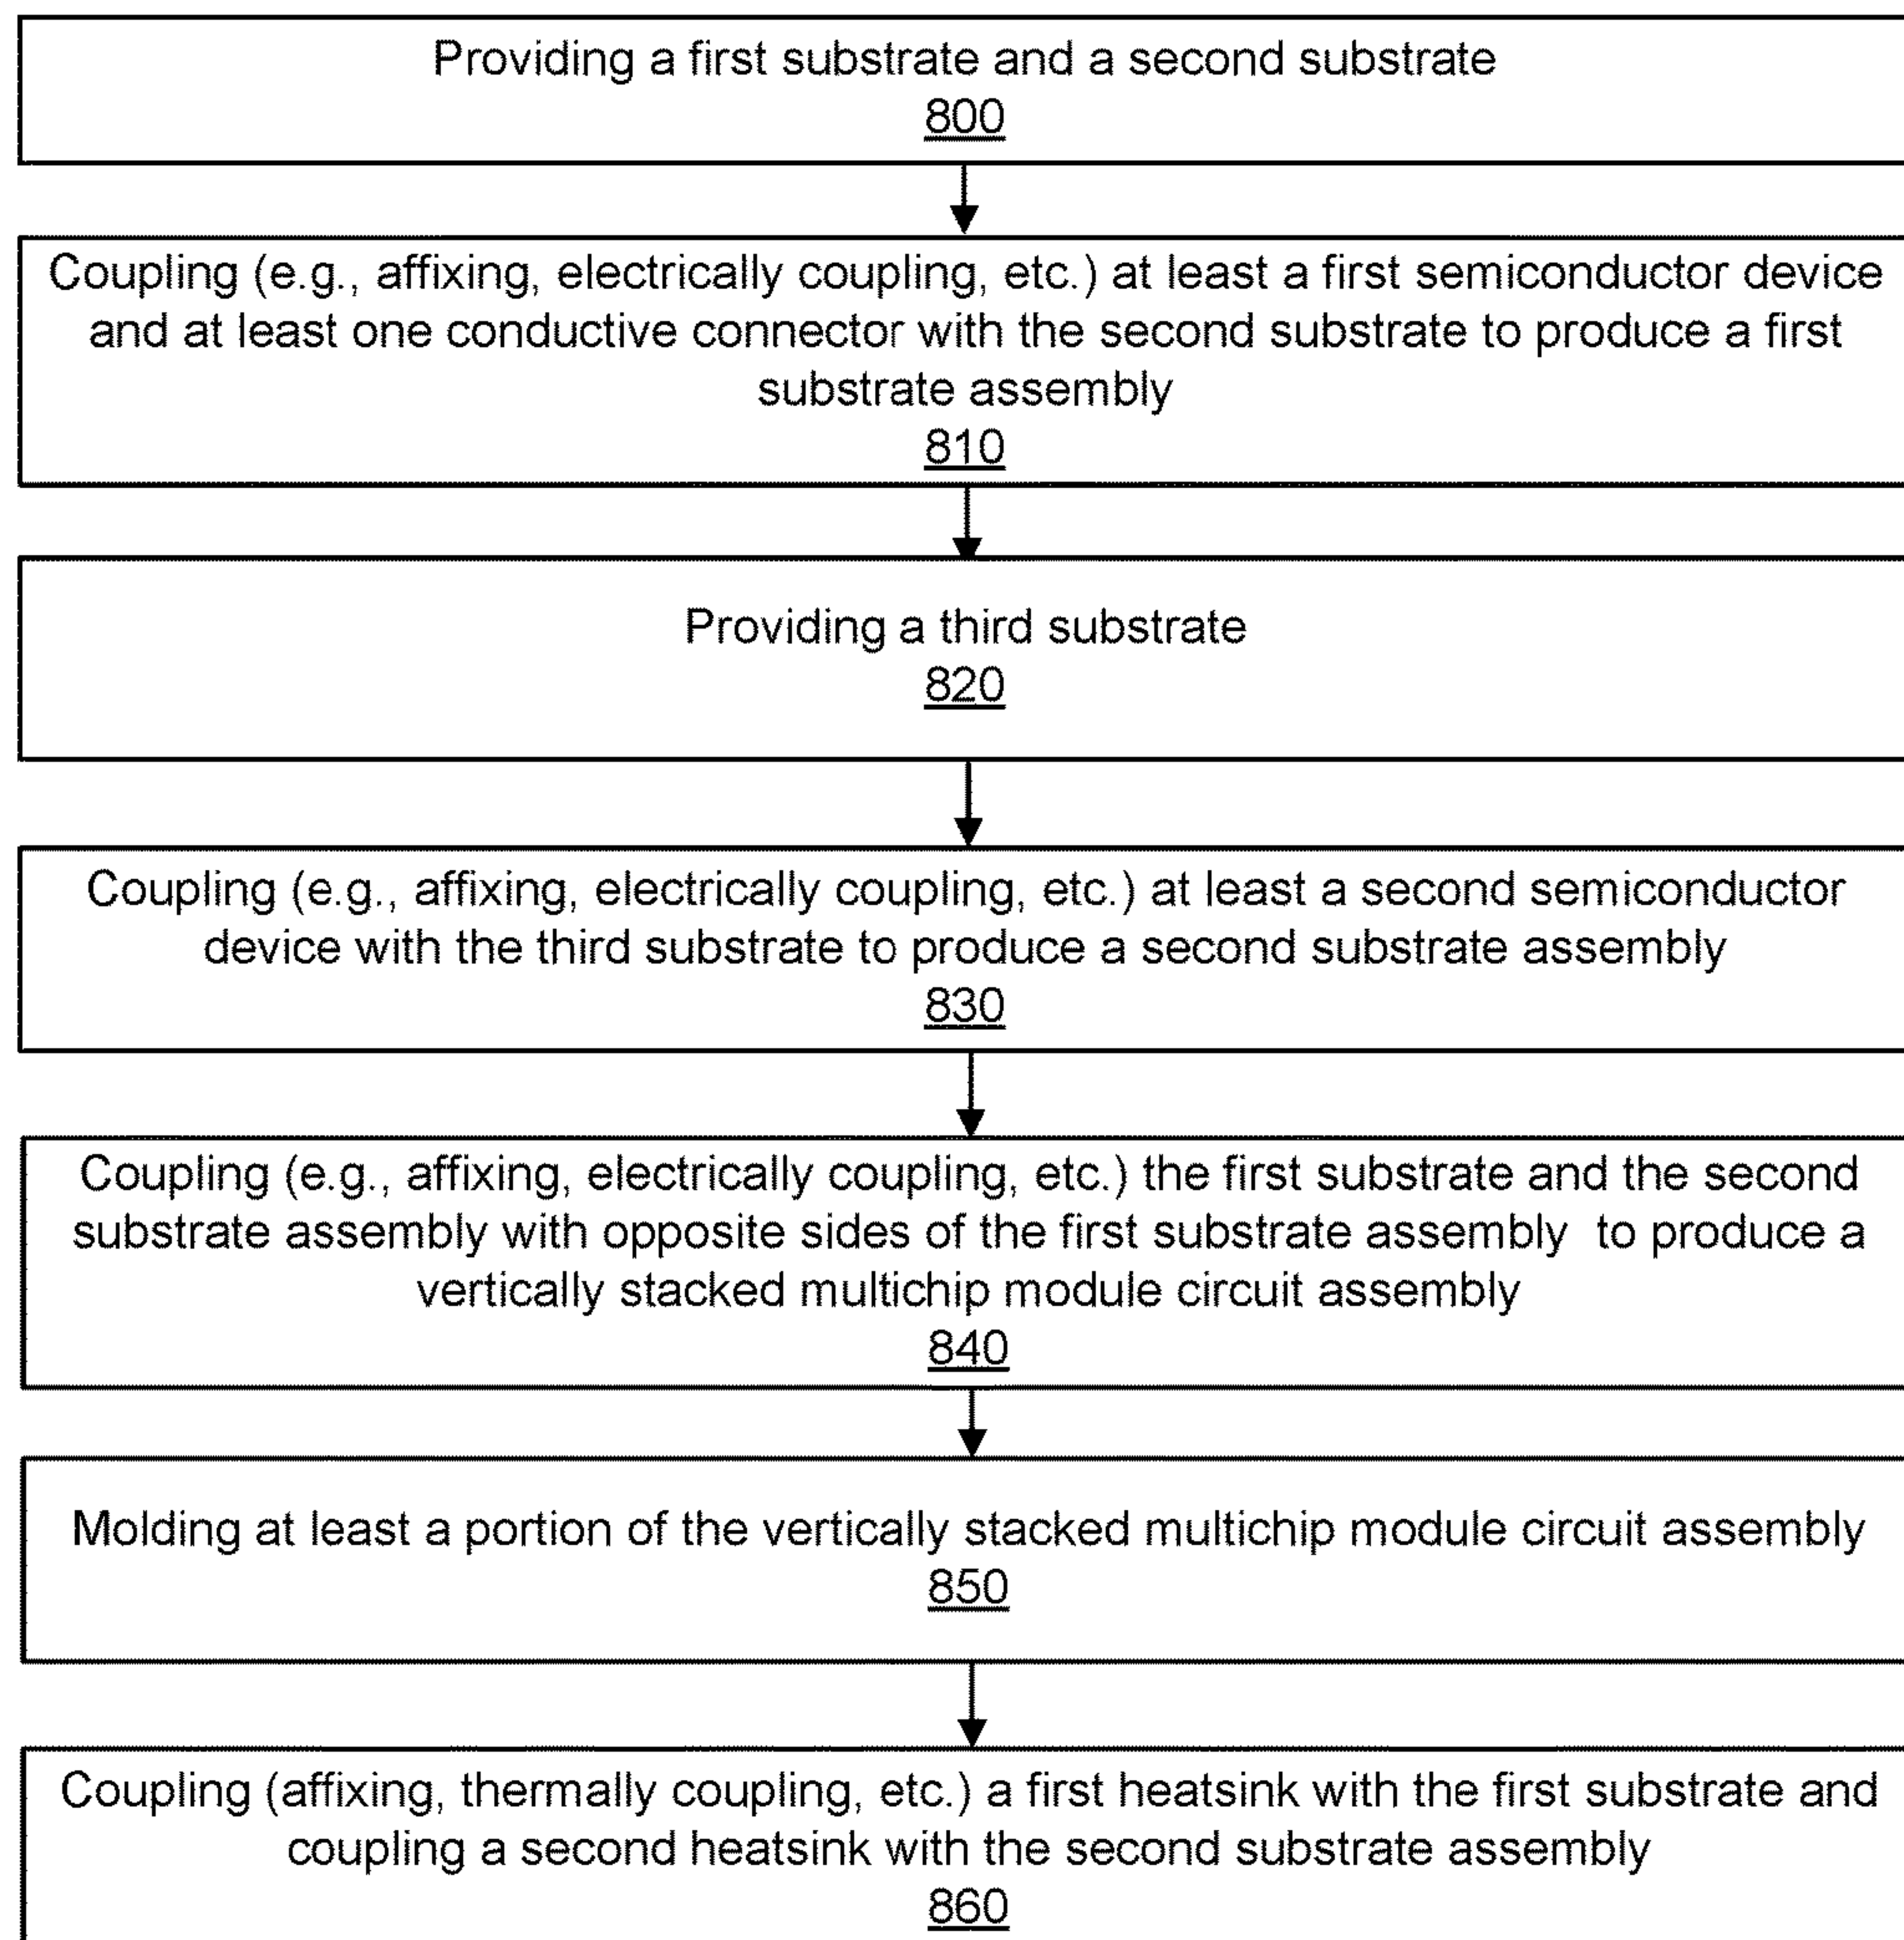 Providing a first substrate and a second substrate
800
Coupling (e.g., affixing, electrically coupling, etc.) at least a first semiconductor device
and at least one conductive connector with the second substrate to produce a first
substrate assembly
810
Providing a third substrate
820
Coupling (e.g., affixing, electrically coupling, etc.) at least a second semiconductor
device with the third substrate to produce a second substrate assembly
830
Coupling (e.g., affixing, electrically coupling, etc.) the first substrate and the second
substrate assembly with opposite sides of the first substrate assembly  to produce a
vertically stacked multichip module circuit assembly
840
Molding at least a portion of the vertically stacked multichip module circuit assembly
850
Coupling (affixing, thermally coupling, etc.) a first heatsink with the first substrate and
coupling a second heatsink with the second substrate assembly
860